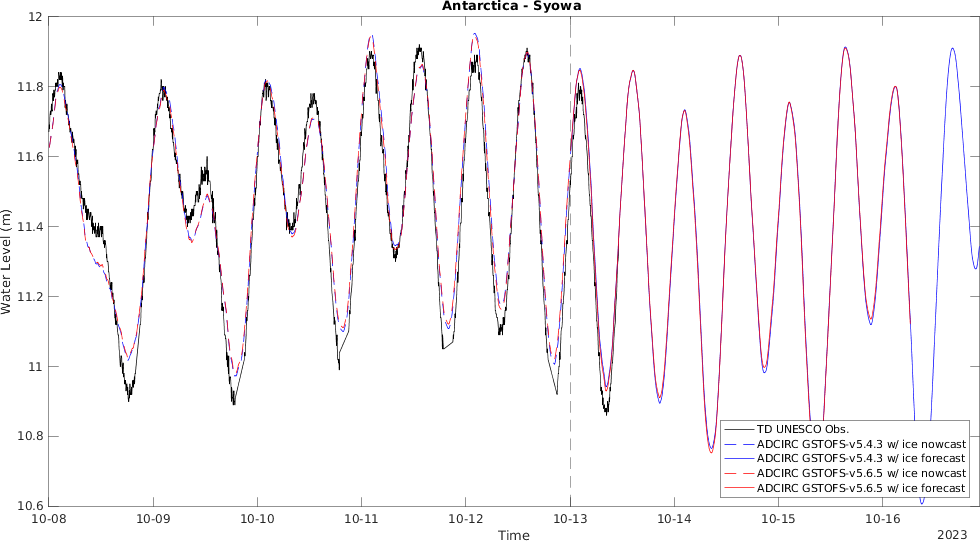 Antarctica - Syowa
12
11.8
11.6
11.4
11.2
11
10.8
10.6
Water Level (m)
TD UNESCO Obs.
ADCIRC GSTOFS-v5.4.3 w/ ice nowcast
ADCIRC GSTOFS-v5.4.3 w/ ice forecast
ADCIRC GSTOFS-v5.6.5 w/ ice nowcast
ADCIRC GSTOFS-v5.6.5 w/ ice forecast
10-08 10-09 10-10 10-11 10-12 10-13 10-14 10-15 10-16
Time
2023